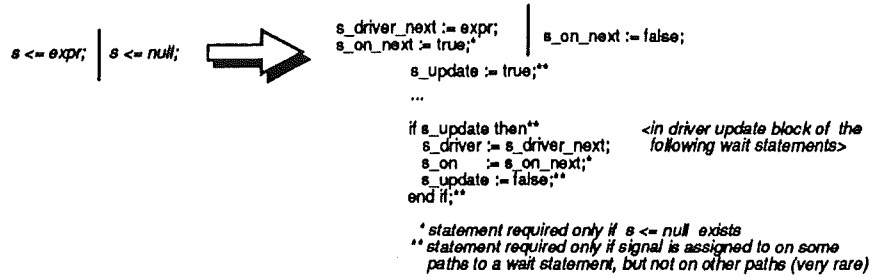 s <= expr; | s <= null;
s_driver_next := expr;
s_on_next := true;* | s_on_next := false;
s_update := true;**
...
if s_update then** <in driver update block of the
s_driver := s_driver_next; following wait statements>
s_on := s_on_next;*
s_update := false;**
end if;**
* statement required only if s <= null exists
** statement required only if signal is assigned to on some
paths to a wait statement, but not on other paths (very rare)